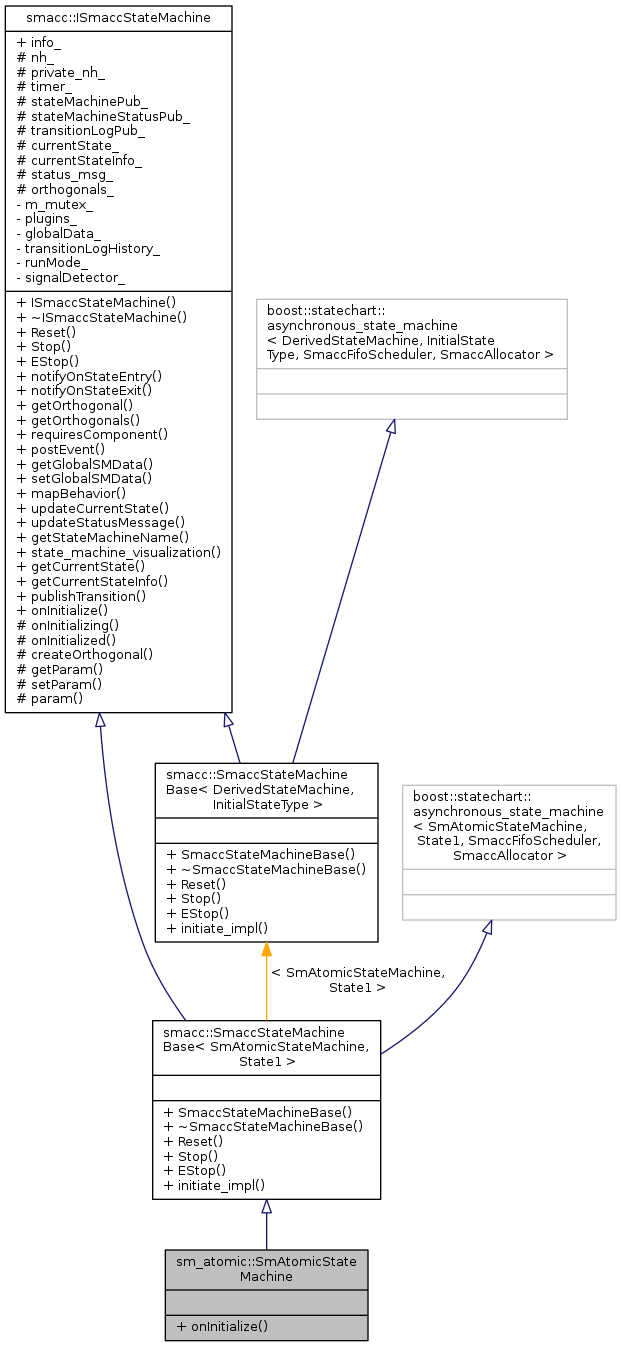 smacc::ISmaccStateMachine
+ info_
# nh_
# private_nh_
# timer_
# stateMachinePub_
# stateMachineStatusPub_
# transitionLogPub_
# currentState_
# currentStateInfo_
# status_msg_
# orthogonals_
- m_mutex_
- plugins_
- globalData_
- transitionLogHistory_
- runMode_
- signalDetector_
+ ISmaccStateMachine()
+ ~ISmaccStateMachine()
+ Reset()
+ Stop()
+ EStop()
+ notifyOnStateEntry()
+ notifyOnStateExit()
+ getOrthogonal()
+ getOrthogonals()
+ requiresComponent()
+ postEvent()
+ getGlobalSMData()
+ setGlobalSMData()
+ mapBehavior()
+ updateCurrentState()
+ updateStatusMessage()
+ getStateMachineName()
+ state_machine_visualization()
+ getCurrentState()
+ getCurrentStateInfo()
+ publishTransition()
+ onInitialize()
# onInitializing()
# onInitialized()
# createOrthogonal()
# getParam()
# setParam()
# param()
boost::statechart::
asynchronous_state_machine
< DerivedStateMachine, InitialState
Type, SmaccFifoScheduler, SmaccAllocator >
smacc::SmaccStateMachine
Base< DerivedStateMachine,
InitialStateType >
+ SmaccStateMachineBase()
+ ~SmaccStateMachineBase()
+ Reset()
+ Stop()
+ EStop()
+ initiate_impl()
boost::statechart::
asynchronous_state_machine
< SmAtomicStateMachine,
State1, SmaccFifoScheduler,
SmaccAllocator >
< SmAtomicStateMachine,
State1 >
smacc::SmaccStateMachine
Base< SmAtomicStateMachine,
State1 >
+ SmaccStateMachineBase()
+ ~SmaccStateMachineBase()
+ Reset()
+ Stop()
+ EStop()
+ initiate_impl()
sm_atomic::SmAtomicState
Machine
+ onInitialize()